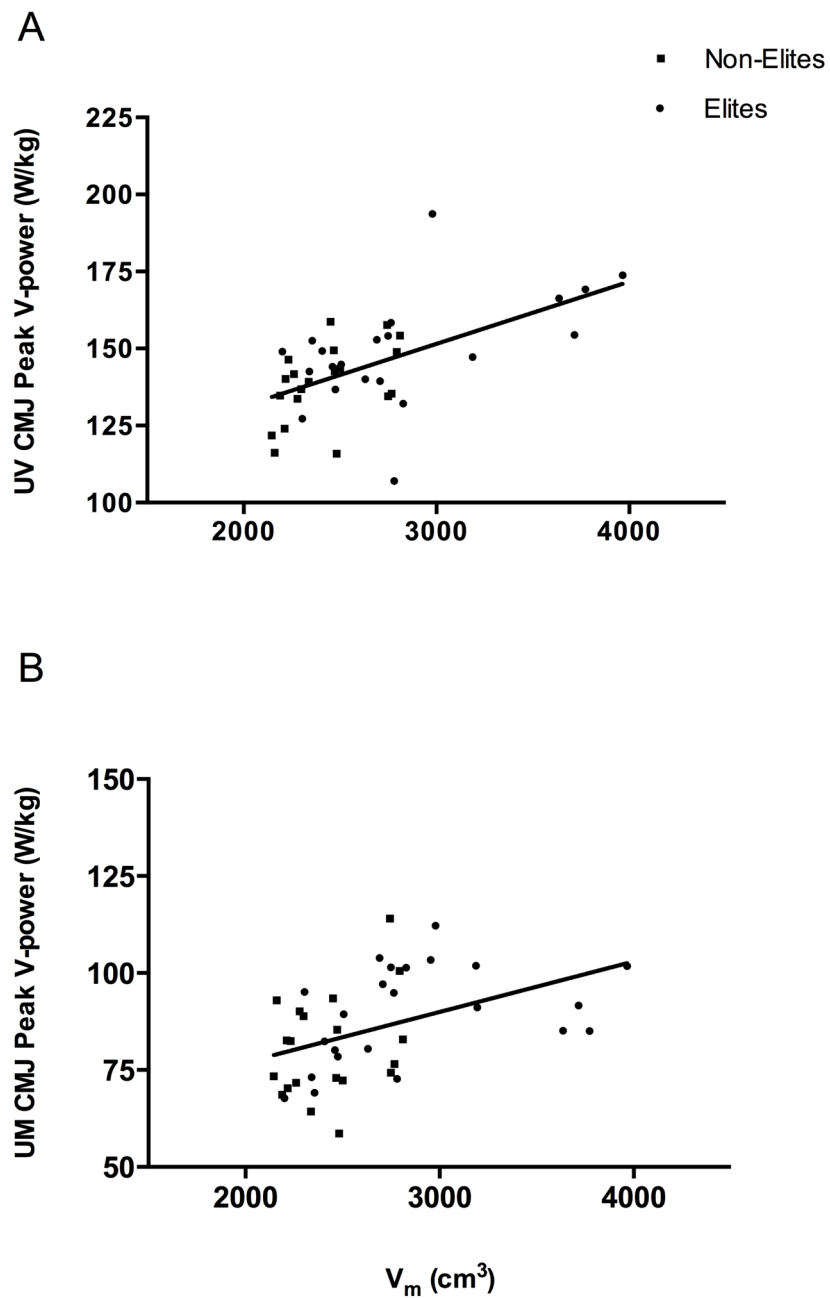 A
Non-Elites
Elites
UV CMJ Peak V-power (W/kg)
225
200
175
150
125
100
2000 3000 4000
B
UM CMJ Peak V-power (W/kg)
150
125
100
75
50
2000 3000 4000
Vm (cm³)